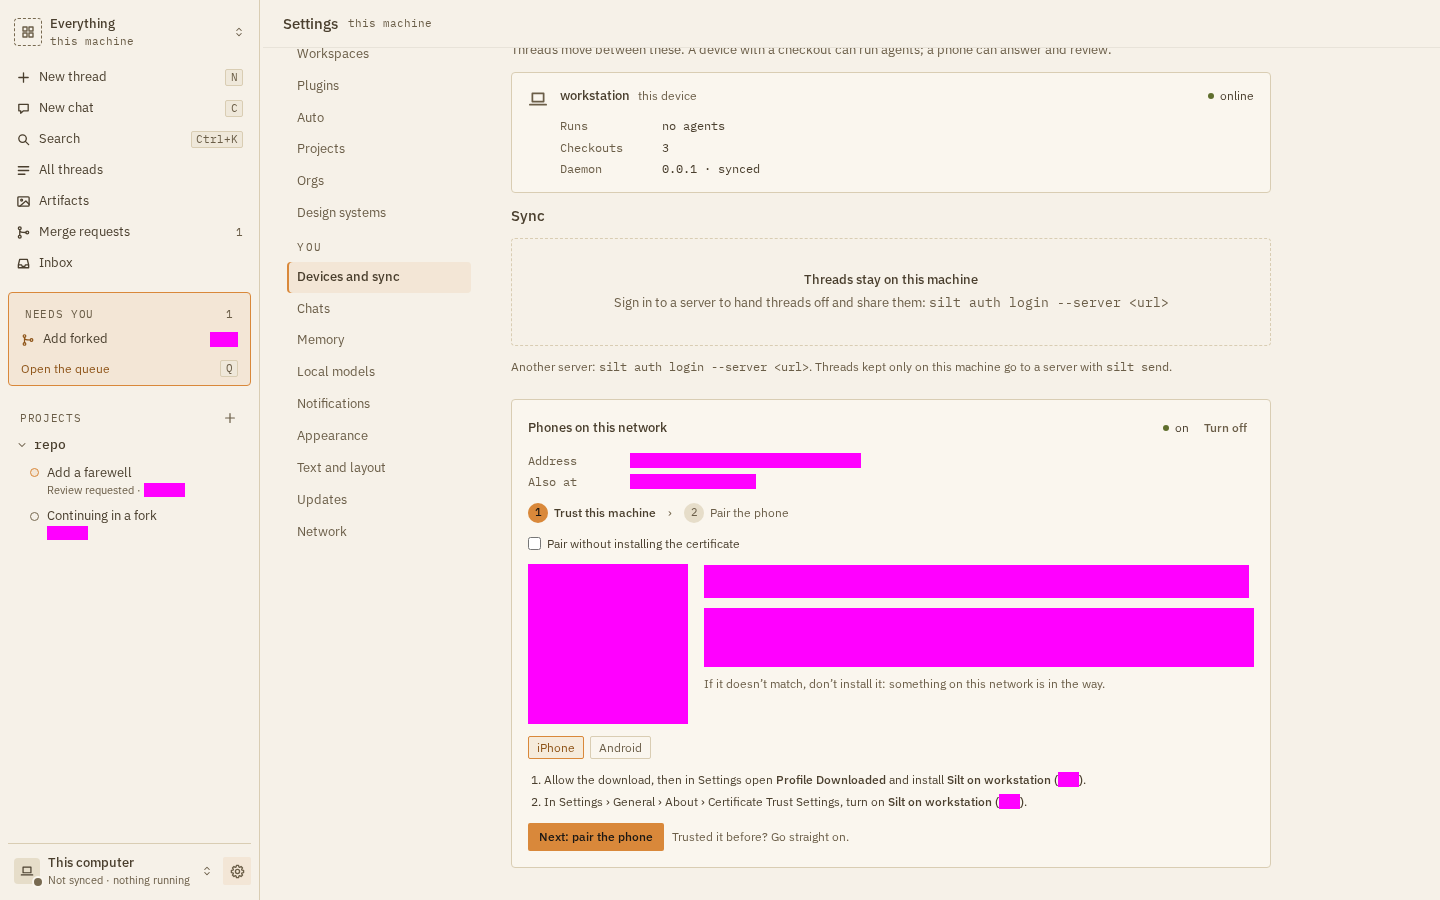 Everything
this machine
New thread N
New chat C
Search Ctrl+K
All threads
Artifacts
Merge requests 1
Inbox
NEEDS YOU 1
Add forked
Open the queue Q
PROJECTS
repo
Add a farewell
Review requested ·
Continuing in a fork
This computer
Not synced · nothing running
Settings this machine
Workspaces
Plugins
Auto
Projects
Orgs
Design systems
YOU
Devices and sync
Chats
Memory
Local models
Notifications
Appearance
Text and layout
Updates
Network
Threads move between these. A device with a checkout can run agents; a phone can answer and review.
workstation this device online
Runs no agents
Checkouts 3
Daemon 0.0.1 · synced
Sync
Threads stay on this machine
Sign in to a server to hand threads off and share them: silt auth login --server <url>
Another server: silt auth login --server <url>. Threads kept only on this machine go to a server with silt send.
Phones on this network on Turn off
Address
Also at
1 Trust this machine › 2 Pair the phone
Pair without installing the certificate
If it doesn’t match, don’t install it: something on this network is in the way.
iPhone Android
1. Allow the download, then in Settings open Profile Downloaded and install Silt on workstation ( ).
2. In Settings › General › About › Certificate Trust Settings, turn on Silt on workstation ( ).
Next: pair the phone Trusted it before? Go straight on.